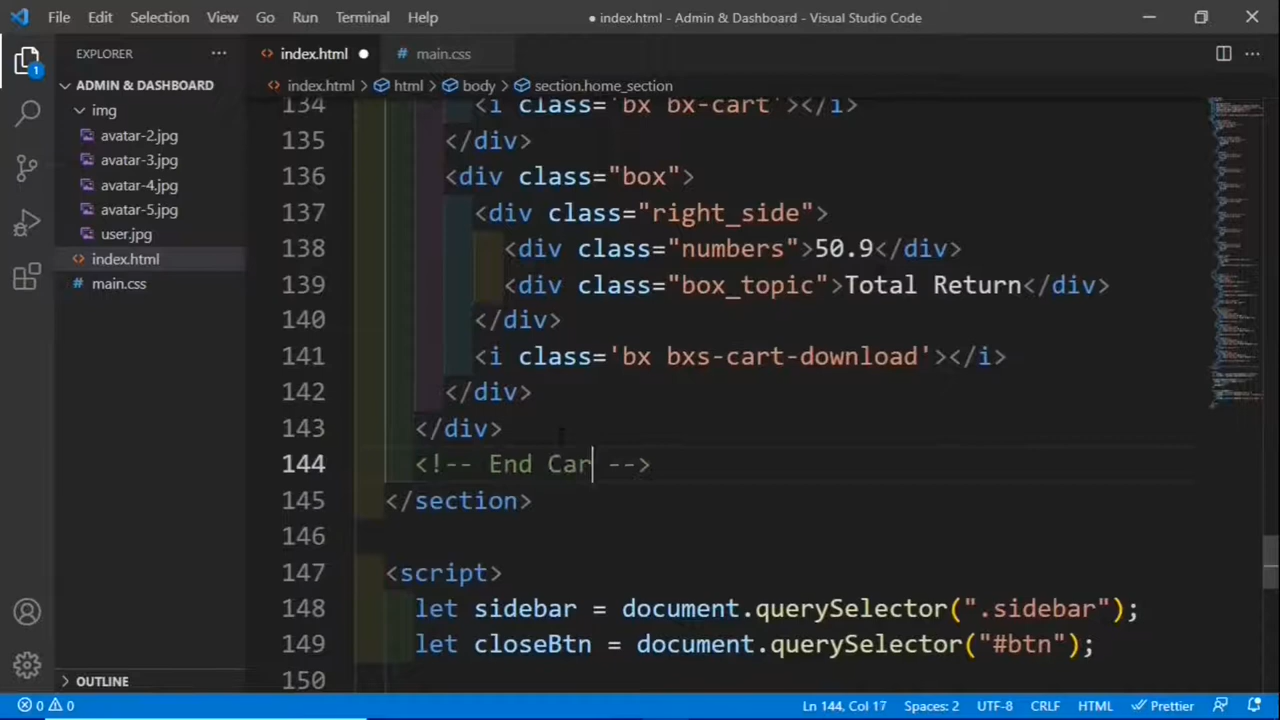 File Edit Selection View Go Run Terminal Help ● index.html - Admin & Dashboard - Visual Studio Code
EXPLORER ···
index.html ●
main.css
1
ADMIN & DASHBOARD
index.html > html > body > section.home_section
img
avatar-2.jpg
avatar-3.jpg
avatar-4.jpg
avatar-5.jpg
user.jpg
index.html
main.css
134 <i class='bx bx-cart'></i>
135 </div>
136 <div class="box">
137 <div class="right_side">
138 <div class="numbers">50.9</div>
139 <div class="box_topic">Total Return</div>
140 </div>
141 <i class='bx bxs-cart-download'></i>
142 </div>
143 </div>
144 <!-- End Car -->
145 </section>
146
147 <script>
148 let sidebar = document.querySelector(".sidebar");
149 let closeBtn = document.querySelector("#btn");
150
OUTLINE
0 0 Ln 144, Col 17 Spaces: 2 UTF-8 CRLF HTML Prettier